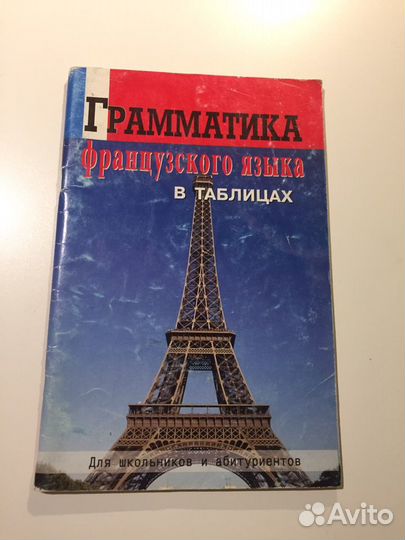 ГРАММАТИКА
французского языка
В ТАБЛИЦАХ
Для школьников и абитуриентов
Avito